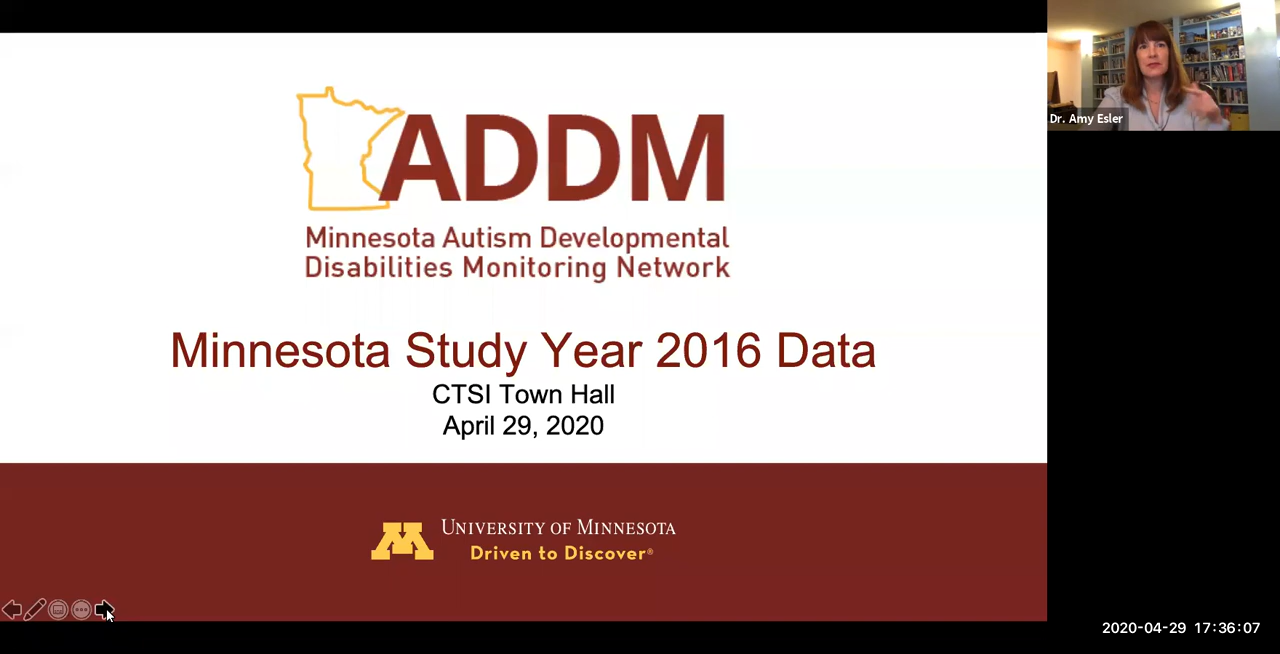 ADDM
Minnesota Autism Developmental
Disabilities Monitoring Network
Minnesota Study Year 2016 Data
CTSI Town Hall
April 29, 2020
M
UNIVERSITY OF MINNESOTA
Driven to Discover®
Dr. Amy Esler
2020-04-29 17:36:07